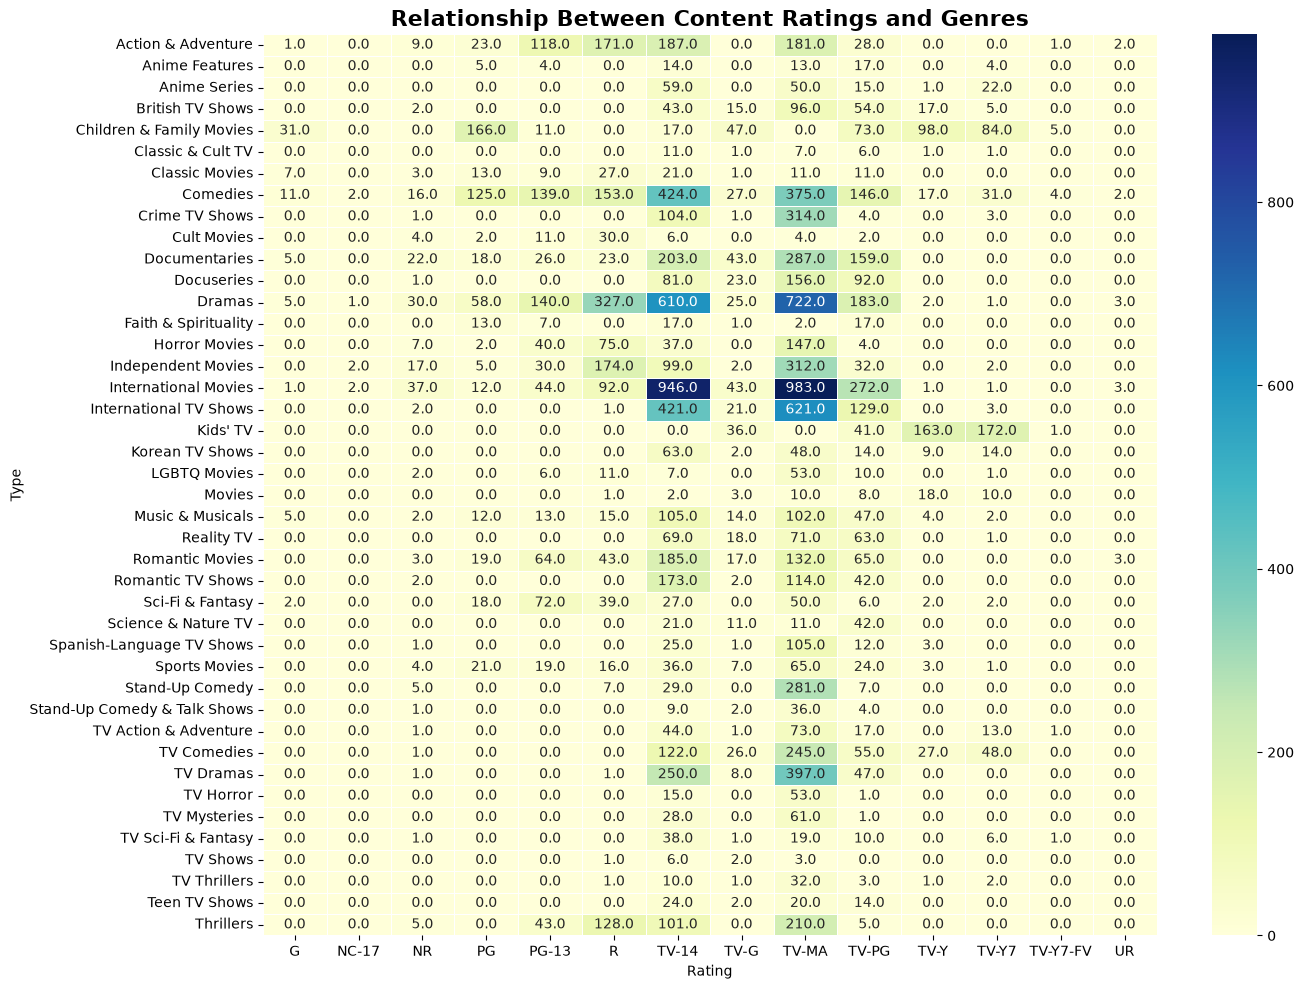 Relationship Between Content Ratings and Genres
Action & Adventure 1.0 0.0 9.0 23.0 118.0 171.0 187.0 0.0 181.0 28.0 0.0 0.0 1.0 2.0
Anime Features 0.0 0.0 0.0 5.0 4.0 0.0 14.0 0.0 13.0 17.0 0.0 4.0 0.0 0.0
Anime Series 0.0 0.0 0.0 0.0 0.0 0.0 59.0 0.0 50.0 15.0 1.0 22.0 0.0 0.0
British TV Shows 0.0 0.0 2.0 0.0 0.0 0.0 43.0 15.0 96.0 54.0 17.0 5.0 0.0 0.0
Children & Family Movies 31.0 0.0 0.0 166.0 11.0 0.0 17.0 47.0 0.0 73.0 98.0 84.0 5.0 0.0
Classic & Cult TV 0.0 0.0 0.0 0.0 0.0 0.0 11.0 1.0 7.0 6.0 1.0 1.0 0.0 0.0
Classic Movies 7.0 0.0 3.0 13.0 9.0 27.0 21.0 1.0 11.0 11.0 0.0 0.0 0.0 0.0
Comedies 11.0 2.0 16.0 125.0 139.0 153.0 424.0 27.0 375.0 146.0 17.0 31.0 4.0 2.0
800
Crime TV Shows 0.0 0.0 1.0 0.0 0.0 0.0 104.0 1.0 314.0 4.0 0.0 3.0 0.0 0.0
Cult Movies 0.0 0.0 4.0 2.0 11.0 30.0 6.0 0.0 4.0 2.0 0.0 0.0 0.0 0.0
Documentaries 5.0 0.0 22.0 18.0 26.0 23.0 203.0 43.0 287.0 159.0 0.0 0.0 0.0 0.0
Docuseries 0.0 0.0 1.0 0.0 0.0 0.0 81.0 23.0 156.0 92.0 0.0 0.0 0.0 0.0
Dramas 5.0 1.0 30.0 58.0 140.0 327.0 610.0 25.0 722.0 183.0 2.0 1.0 0.0 3.0
Faith & Spirituality 0.0 0.0 0.0 13.0 7.0 0.0 17.0 1.0 2.0 17.0 0.0 0.0 0.0 0.0
Horror Movies 0.0 0.0 7.0 2.0 40.0 75.0 37.0 0.0 147.0 4.0 0.0 0.0 0.0 0.0
Independent Movies 0.0 2.0 17.0 5.0 30.0 174.0 99.0 2.0 312.0 32.0 0.0 2.0 0.0 0.0
International Movies 1.0 2.0 37.0 12.0 44.0 92.0 946.0 43.0 983.0 272.0 1.0 1.0 0.0 3.0
600
International TV Shows 0.0 0.0 2.0 0.0 0.0 1.0 421.0 21.0 621.0 129.0 0.0 3.0 0.0 0.0
Kids' TV 0.0 0.0 0.0 0.0 0.0 0.0 0.0 36.0 0.0 41.0 163.0 172.0 1.0 0.0
Korean TV Shows 0.0 0.0 0.0 0.0 0.0 0.0 63.0 2.0 48.0 14.0 9.0 14.0 0.0 0.0
LGBTQ Movies 0.0 0.0 2.0 0.0 6.0 11.0 7.0 0.0 53.0 10.0 0.0 1.0 0.0 0.0
Type
Movies 0.0 0.0 0.0 0.0 0.0 1.0 2.0 3.0 10.0 8.0 18.0 10.0 0.0 0.0
Music & Musicals 5.0 0.0 2.0 12.0 13.0 15.0 105.0 14.0 102.0 47.0 4.0 2.0 0.0 0.0
Reality TV 0.0 0.0 0.0 0.0 0.0 0.0 69.0 18.0 71.0 63.0 0.0 1.0 0.0 0.0
Romantic Movies 0.0 0.0 3.0 19.0 64.0 43.0 185.0 17.0 132.0 65.0 0.0 0.0 0.0 3.0
400
Romantic TV Shows 0.0 0.0 2.0 0.0 0.0 0.0 173.0 2.0 114.0 42.0 0.0 0.0 0.0 0.0
Sci-Fi & Fantasy 2.0 0.0 0.0 18.0 72.0 39.0 27.0 0.0 50.0 6.0 2.0 2.0 0.0 0.0
Science & Nature TV 0.0 0.0 0.0 0.0 0.0 0.0 21.0 11.0 11.0 42.0 0.0 0.0 0.0 0.0
Spanish-Language TV Shows 0.0 0.0 1.0 0.0 0.0 0.0 25.0 1.0 105.0 12.0 3.0 0.0 0.0 0.0
Sports Movies 0.0 0.0 4.0 21.0 19.0 16.0 36.0 7.0 65.0 24.0 3.0 1.0 0.0 0.0
Stand-Up Comedy 0.0 0.0 5.0 0.0 0.0 7.0 29.0 0.0 281.0 7.0 0.0 0.0 0.0 0.0
Stand-Up Comedy & Talk Shows 0.0 0.0 1.0 0.0 0.0 0.0 9.0 2.0 36.0 4.0 0.0 0.0 0.0 0.0
TV Action & Adventure 0.0 0.0 1.0 0.0 0.0 0.0 44.0 1.0 73.0 17.0 0.0 13.0 1.0 0.0
TV Comedies 0.0 0.0 1.0 0.0 0.0 0.0 122.0 26.0 245.0 55.0 27.0 48.0 0.0 0.0
200
TV Dramas 0.0 0.0 1.0 0.0 0.0 1.0 250.0 8.0 397.0 47.0 0.0 0.0 0.0 0.0
TV Horror 0.0 0.0 0.0 0.0 0.0 0.0 15.0 0.0 53.0 1.0 0.0 0.0 0.0 0.0
TV Mysteries 0.0 0.0 0.0 0.0 0.0 0.0 28.0 0.0 61.0 1.0 0.0 0.0 0.0 0.0
TV Sci-Fi & Fantasy 0.0 0.0 1.0 0.0 0.0 0.0 38.0 1.0 19.0 10.0 0.0 6.0 1.0 0.0
TV Shows 0.0 0.0 0.0 0.0 0.0 1.0 6.0 2.0 3.0 0.0 0.0 0.0 0.0 0.0
TV Thrillers 0.0 0.0 0.0 0.0 0.0 1.0 10.0 1.0 32.0 3.0 1.0 2.0 0.0 0.0
Teen TV Shows 0.0 0.0 0.0 0.0 0.0 0.0 24.0 2.0 20.0 14.0 0.0 0.0 0.0 0.0
Thrillers 0.0 0.0 5.0 0.0 43.0 128.0 101.0 0.0 210.0 5.0 0.0 0.0 0.0 0.0
0
G NC-17 NR PG PG-13 R TV-14 TV-G TV-MA TV-PG TV-Y TV-Y7 TV-Y7-FV UR
Rating